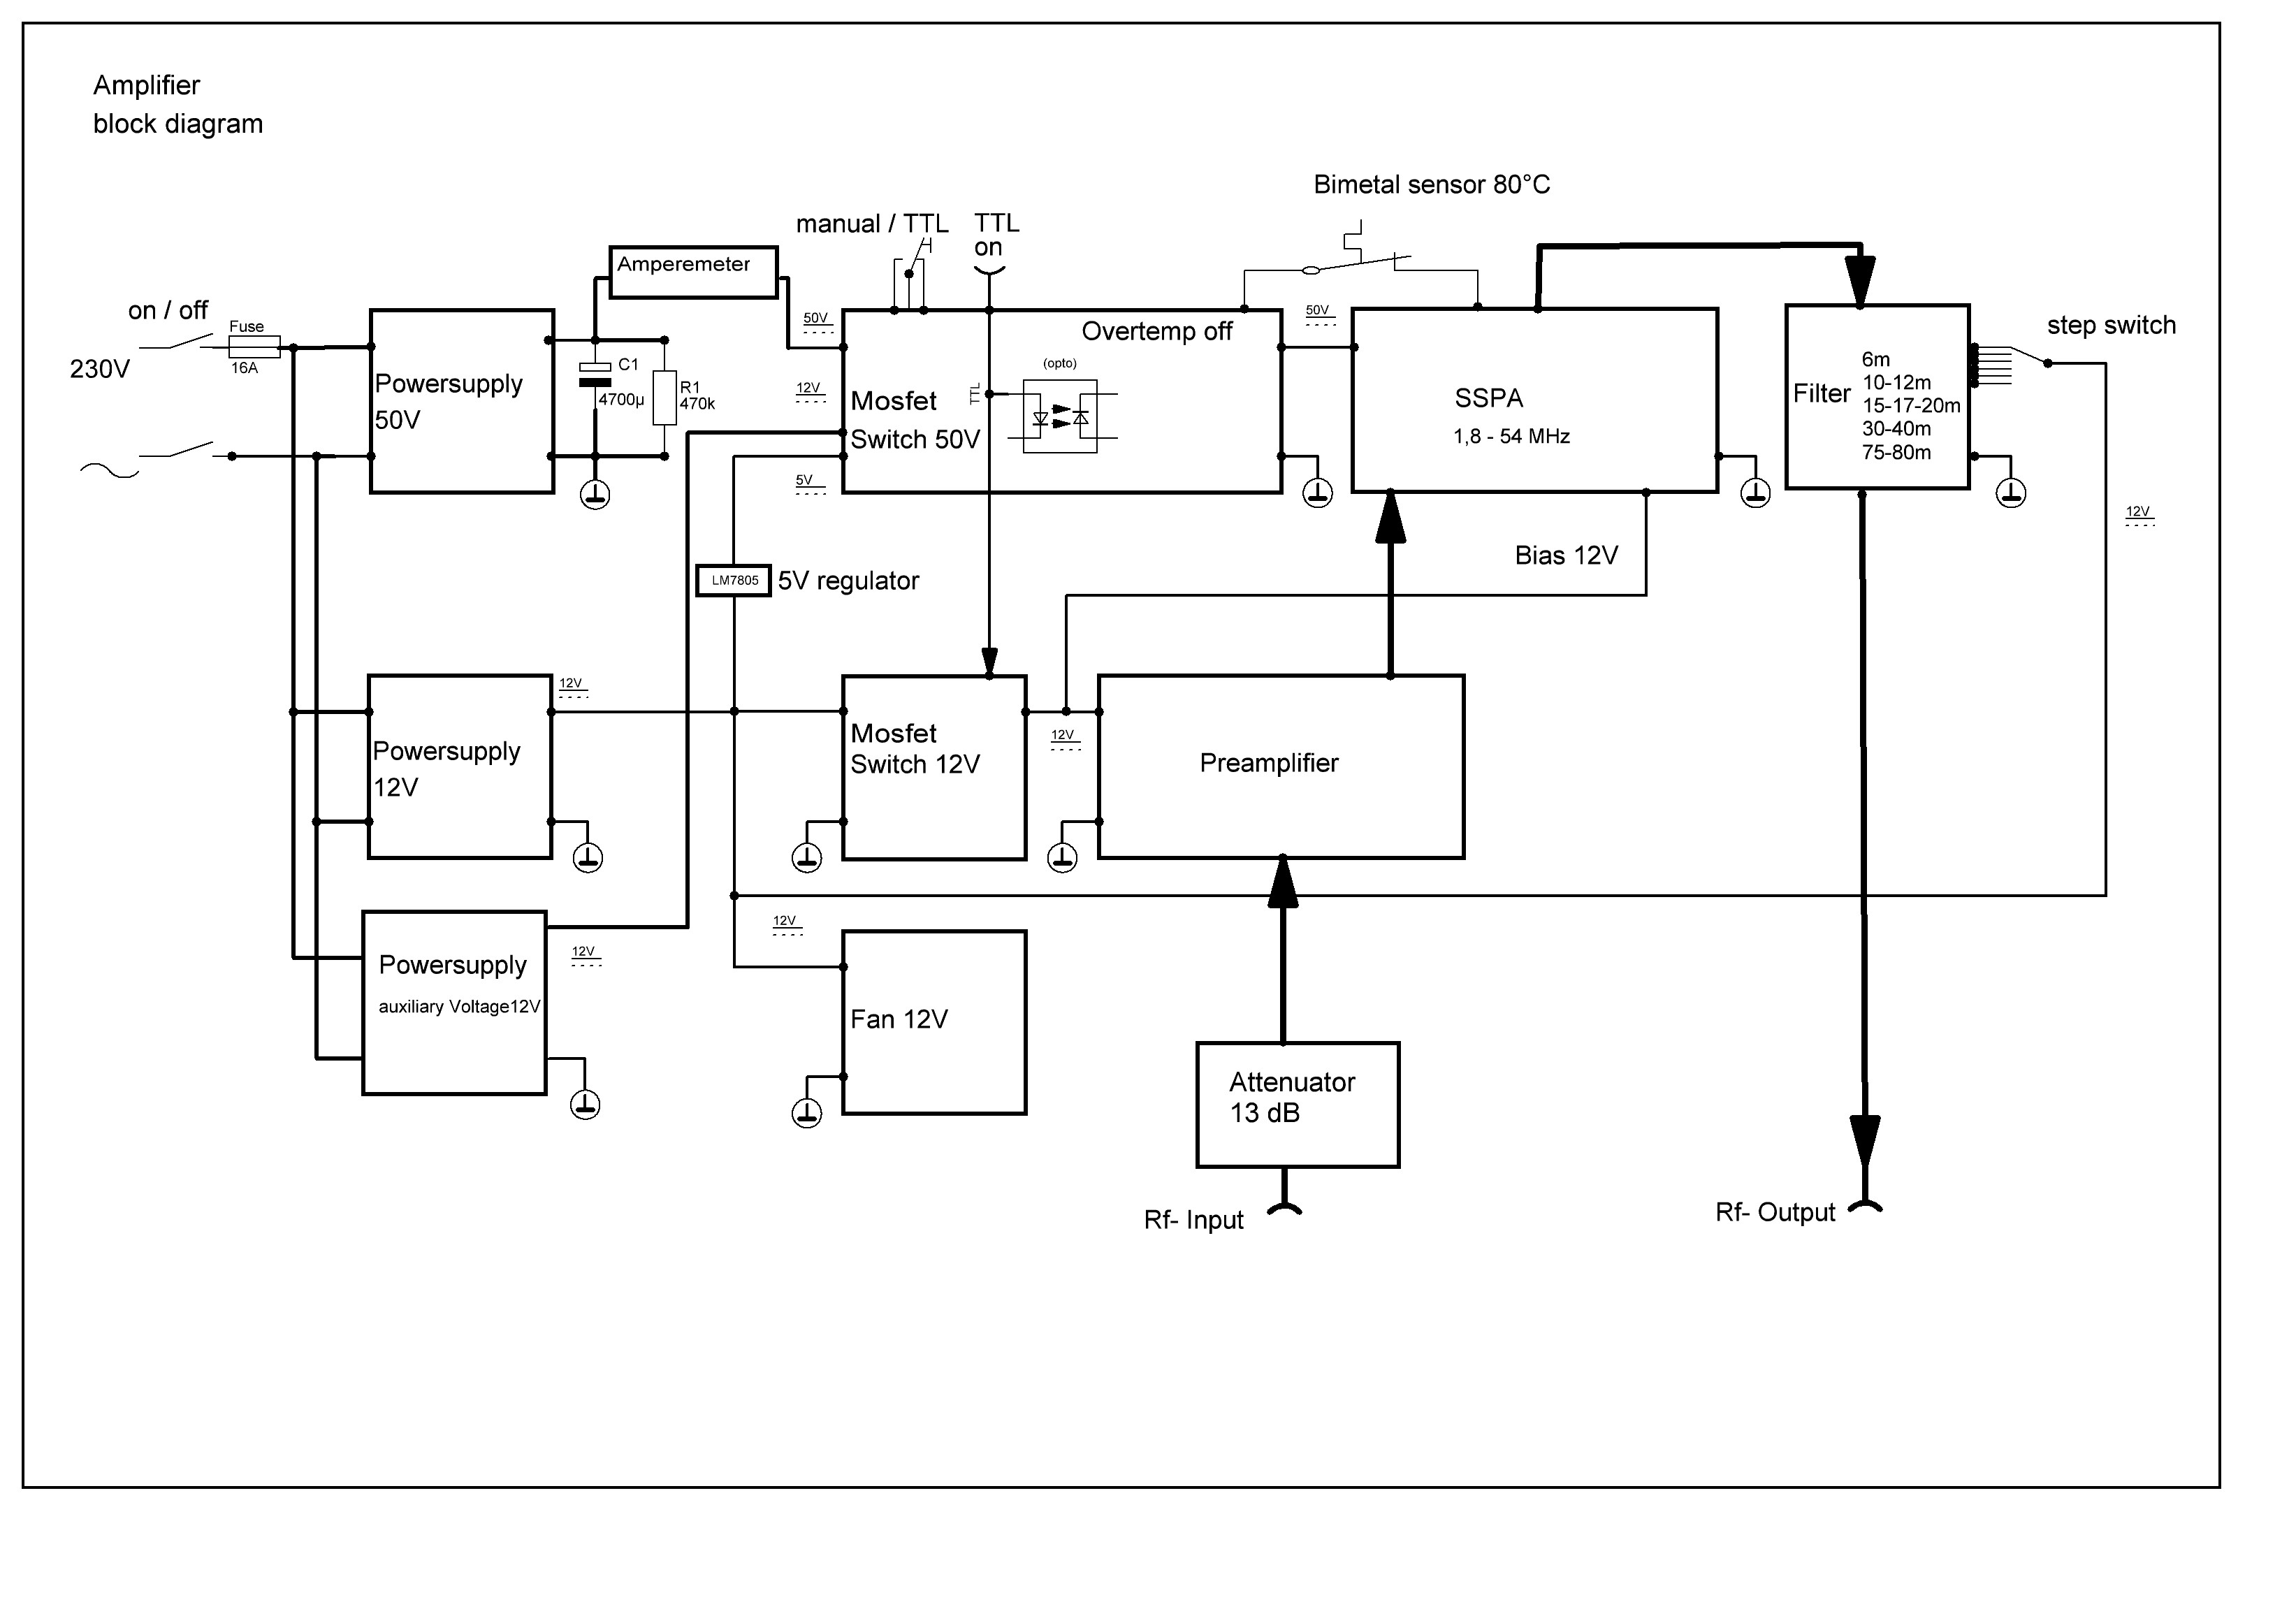 Amplifier
block diagram
Bimetal sensor 80°C
manual / TTL
TTL
on
Amperemeter
on / off
Fuse
16A
230V
Powersupply
50V
C1
4700µ
R1
470k
50V
12V
5V
Mosfet
Switch 50V
TTL
(opto)
Overtemp off
50V
SSPA
1,8 - 54 MHz
Filter
6m
10-12m
15-17-20m
30-40m
75-80m
step switch
12V
LM7805
5V regulator
Bias 12V
Powersupply
12V
12V
Mosfet
Switch 12V
12V
Preamplifier
Powersupply
auxiliary Voltage12V
12V
12V
Fan 12V
Attenuator
13 dB
Rf- Input
Rf- Output